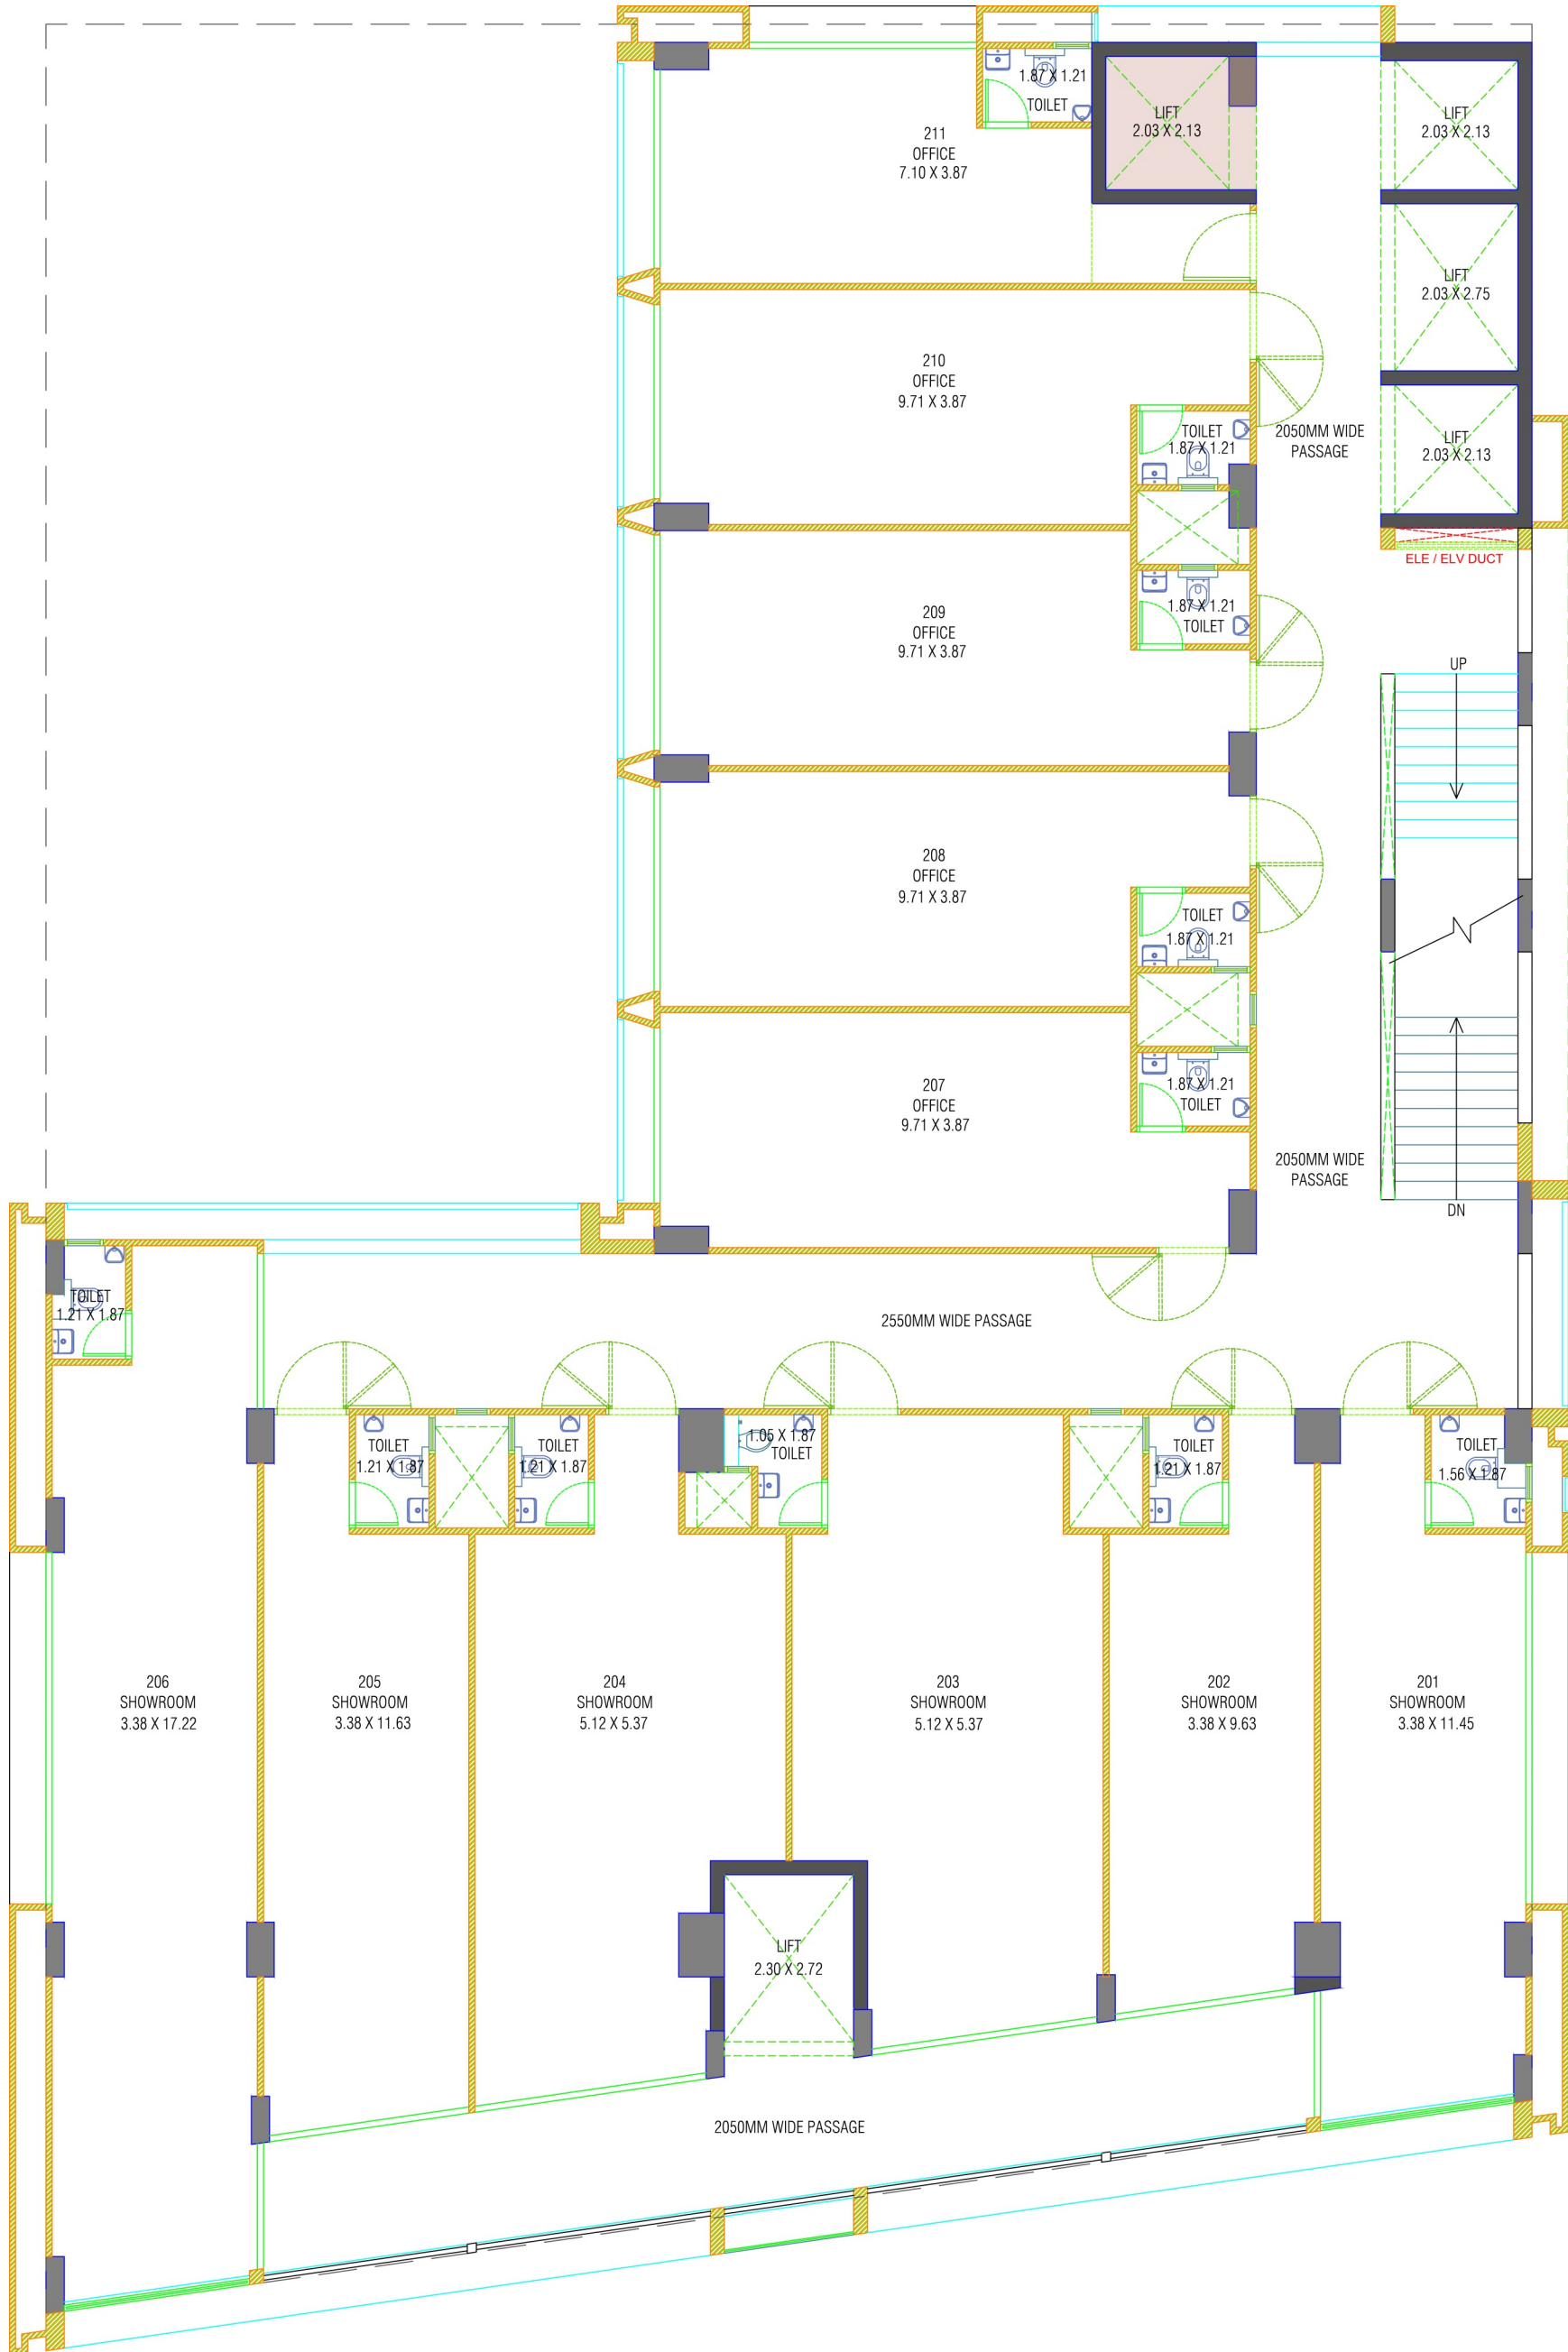 1.87 X 1.21
TOILET
LIFT
2.03 X 2.13
LIFT
2.03 X 2.13
211
OFFICE
7.10 X 3.87
LIFT
2.03 X 2.75
210
OFFICE
9.71 X 3.87
TOILET
1.87 X 1.21
2050MM WIDE
PASSAGE
LIFT
2.03 X 2.13
ELE / ELV DUCT
209
OFFICE
9.71 X 3.87
1.87 X 1.21
TOILET
UP
208
OFFICE
9.71 X 3.87
TOILET
1.87 X 1.21
207
OFFICE
9.71 X 3.87
1.87 X 1.21
TOILET
2050MM WIDE
PASSAGE
DN
TOILET
1.21 X 1.87
2550MM WIDE PASSAGE
TOILET
1.21 X 1.87
TOILET
1.21 X 1.87
1.05 X 1.87
TOILET
TOILET
1.21 X 1.87
TOILET
1.56 X 1.87
206
SHOWROOM
3.38 X 17.22
205
SHOWROOM
3.38 X 11.63
204
SHOWROOM
5.12 X 5.37
203
SHOWROOM
5.12 X 5.37
202
SHOWROOM
3.38 X 9.63
201
SHOWROOM
3.38 X 11.45
LIFT
2.30 X 2.72
2050MM WIDE PASSAGE